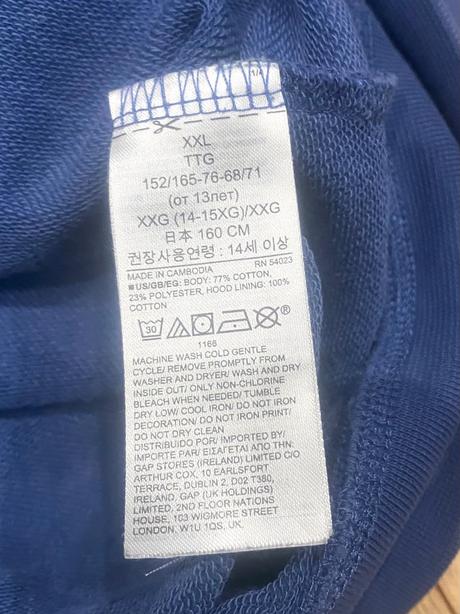 1/4
XXL
TTG
152/165-76-68/71
(от 13лет)
XXG (14-15XG)/XXG
日本 160 CM
권장사용연령 : 14세 이상
MADE IN CAMBODIA RN 54023
■US/GB/EG: BODY: 77% COTTON,
23% POLYESTER, HOOD LINING: 100%
COTTON
30 ®
1166
MACHINE WASH COLD GENTLE
CYCLE/ REMOVE PROMPTLY FROM
WASHER AND DRYER/ WASH AND DRY
INSIDE OUT/ ONLY NON-CHLORINE
BLEACH WHEN NEEDED/ TUMBLE
DRY LOW/ COOL IRON/ DO NOT IRON
DECORATION/ DO NOT IRON PRINT/
DO NOT DRY CLEAN
DISTRIBUÍDO POR/ IMPORTED BY/
IMPORTE PAR/ ΕΙΣΑΓΕΤΑΙ ΑΠΟ ΤΗΝ:
GAP STORES (IRELAND) LIMITED C/O
ARTHUR COX, 10 EARLSFORT
TERRACE, DUBLIN 2, D02 T380,
IRELAND, GAP (UK HOLDINGS)
LIMITED, 2ND FLOOR NATIONS
HOUSE, 103 WIGMORE STREET
LONDON, W1U 1QS, UK.